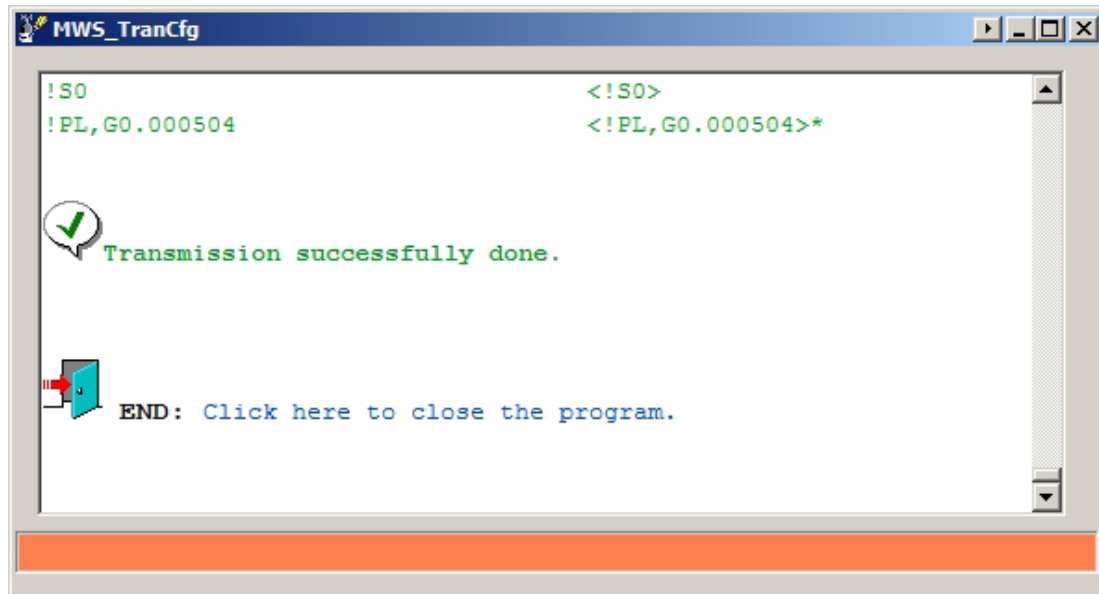 MWS_TranCfg
!S0 <!S0>
!PL,G0.000504 <!PL,G0.000504>*
Transmission successfully done.
END: Click here to close the program.